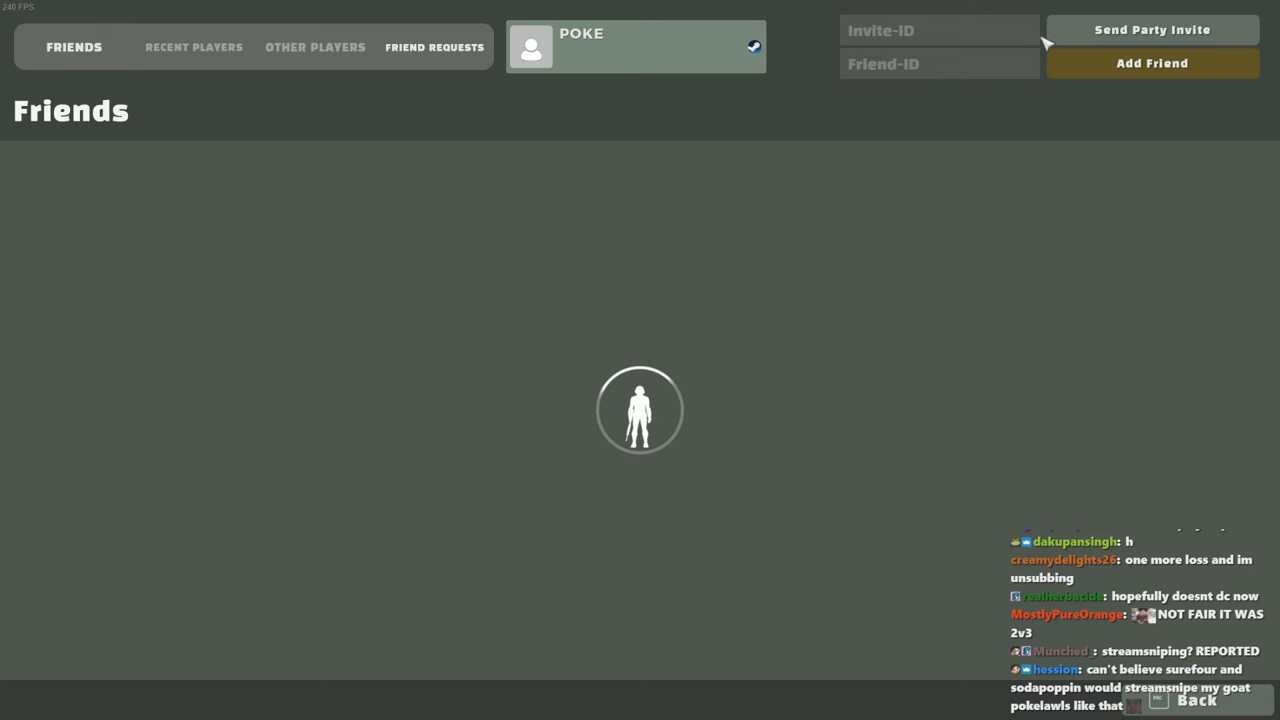 240 FPS
FRIENDS RECENT PLAYERS OTHER PLAYERS FRIEND REQUESTS
POKE
Invite-ID
Send Party Invite
Friend-ID
Add Friend
Friends
dakupansingh: h
creamydelights26: one more loss and im
unsubbing
realherbacide: hopefully doesnt dc now
MostlyPureOrange: NOT FAIR IT WAS
2v3
Munched_: streamsniping? REPORTED
hession: can't believe surefour and
sodapoppin would streamsnipe my goat
pokelawls like that
Back